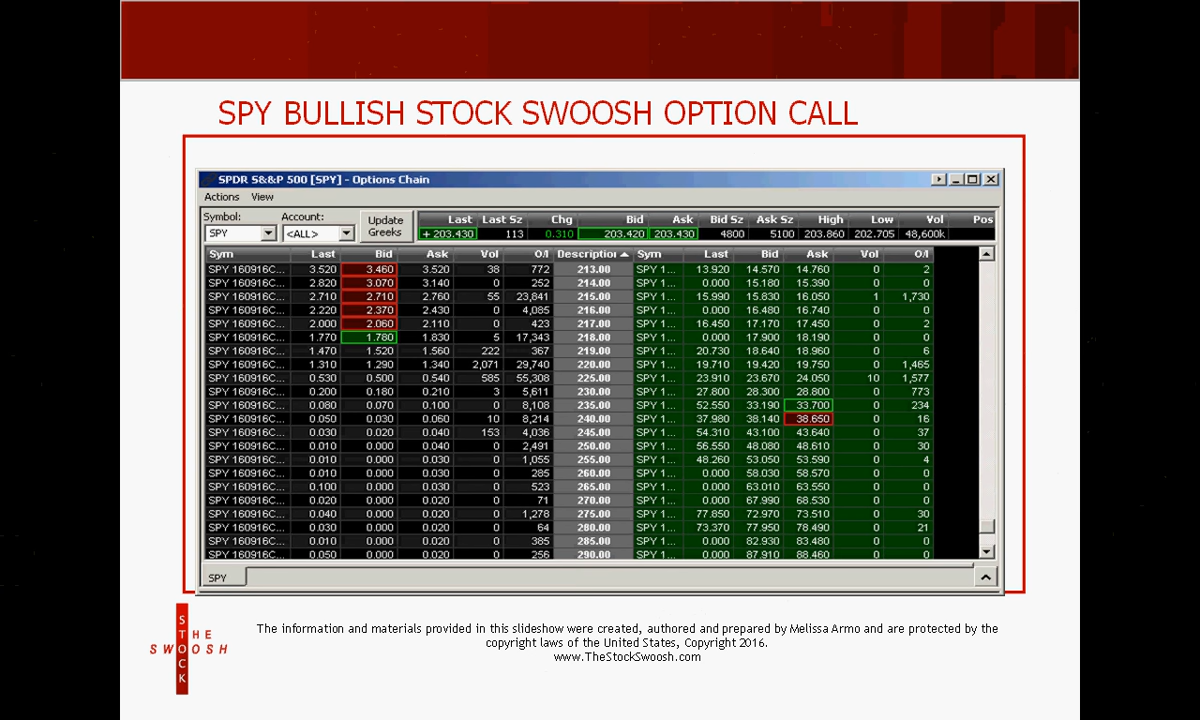 SPY BULLISH STOCK SWOOSH OPTION CALL
SPDR S&&P 500 [SPY] - Options Chain
Actions View
Symbol: Account: Update Greeks Last Last Sz Chg Bid Ask Bid Sz Ask Sz High Low Vol Pos
SPY <ALL> +203.430 113 0.310 203.420 203.430 4800 5100 203.860 202.705 48,600k
Sym Last Bid Ask Vol O/I Description Sym Last Bid Ask Vol O/I
SPY 160916C... 3.520 3.460 3.520 38 772 213.00 SPY 1... 13.920 14.570 14.760 0 2
SPY 160916C... 2.820 3.070 3.140 0 252 214.00 SPY 1... 0.000 15.180 15.390 0 0
SPY 160916C... 2.710 2.710 2.760 55 23,841 215.00 SPY 1... 15.990 15.830 16.050 1 1,730
SPY 160916C... 2.220 2.370 2.430 0 4,085 216.00 SPY 1... 0.000 16.480 16.740 0 0
SPY 160916C... 2.000 2.060 2.110 0 423 217.00 SPY 1... 16.450 17.170 17.450 0 2
SPY 160916C... 1.770 1.780 1.830 5 17,343 218.00 SPY 1... 0.000 17.900 18.190 0 0
SPY 160916C... 1.470 1.520 1.560 222 367 219.00 SPY 1... 20.730 18.640 18.960 0 6
SPY 160916C... 1.310 1.290 1.340 2,071 29,740 220.00 SPY 1... 19.710 19.420 19.750 0 1,465
SPY 160916C... 0.530 0.500 0.540 585 55,308 225.00 SPY 1... 23.910 23.670 24.050 10 1,577
SPY 160916C... 0.200 0.180 0.210 3 5,611 230.00 SPY 1... 27.800 28.300 28.800 0 773
SPY 160916C... 0.080 0.070 0.100 0 8,108 235.00 SPY 1... 52.550 33.190 33.700 0 234
SPY 160916C... 0.050 0.030 0.060 10 8,214 240.00 SPY 1... 37.980 38.140 38.650 0 16
SPY 160916C... 0.030 0.020 0.040 153 4,036 245.00 SPY 1... 54.310 43.100 43.640 0 37
SPY 160916C... 0.010 0.000 0.040 0 2,491 250.00 SPY 1... 56.550 48.080 48.610 0 30
SPY 160916C... 0.010 0.000 0.030 0 1,055 255.00 SPY 1... 48.260 53.050 53.590 0 4
SPY 160916C... 0.010 0.000 0.030 0 285 260.00 SPY 1... 0.000 58.030 58.570 0 0
SPY 160916C... 0.100 0.000 0.030 0 523 265.00 SPY 1... 0.000 63.010 63.550 0 0
SPY 160916C... 0.020 0.000 0.020 0 71 270.00 SPY 1... 0.000 67.990 68.530 0 0
SPY 160916C... 0.040 0.000 0.020 0 1,278 275.00 SPY 1... 77.850 72.970 73.510 0 30
SPY 160916C... 0.030 0.000 0.020 0 64 280.00 SPY 1... 73.370 77.950 78.490 0 21
SPY 160916C... 0.010 0.000 0.020 0 385 285.00 SPY 1... 0.000 82.930 83.480 0 0
SPY 160916C... 0.050 0.000 0.020 0 256 290.00 SPY 1... 0.000 87.910 88.460 0 0
SPY
THE
STOCK
SWOOSH
The information and materials provided in this slideshow were created, authored and prepared by Melissa Armo and are protected by the
copyright laws of the United States, Copyright 2016.
www.TheStockSwoosh.com